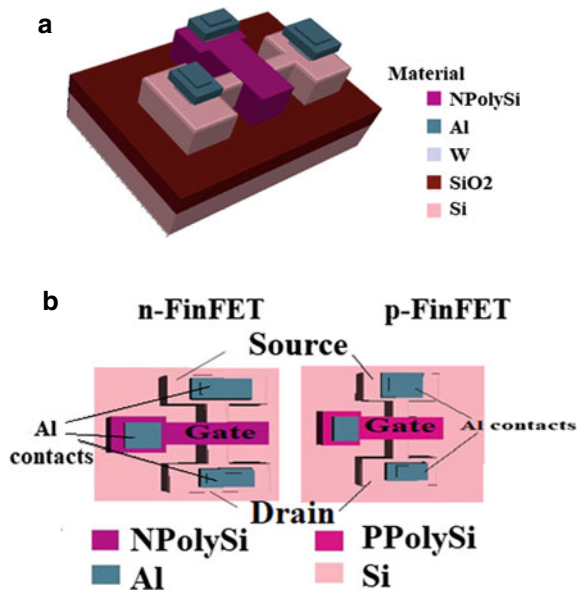 a
Material
NPolySi
Al
W
SiO2
Si
b
n-FinFET
p-FinFET
Source
Al
contacts
Gate
Gate
Al contacts
Drain
NPolySi
PPolySi
Al
Si